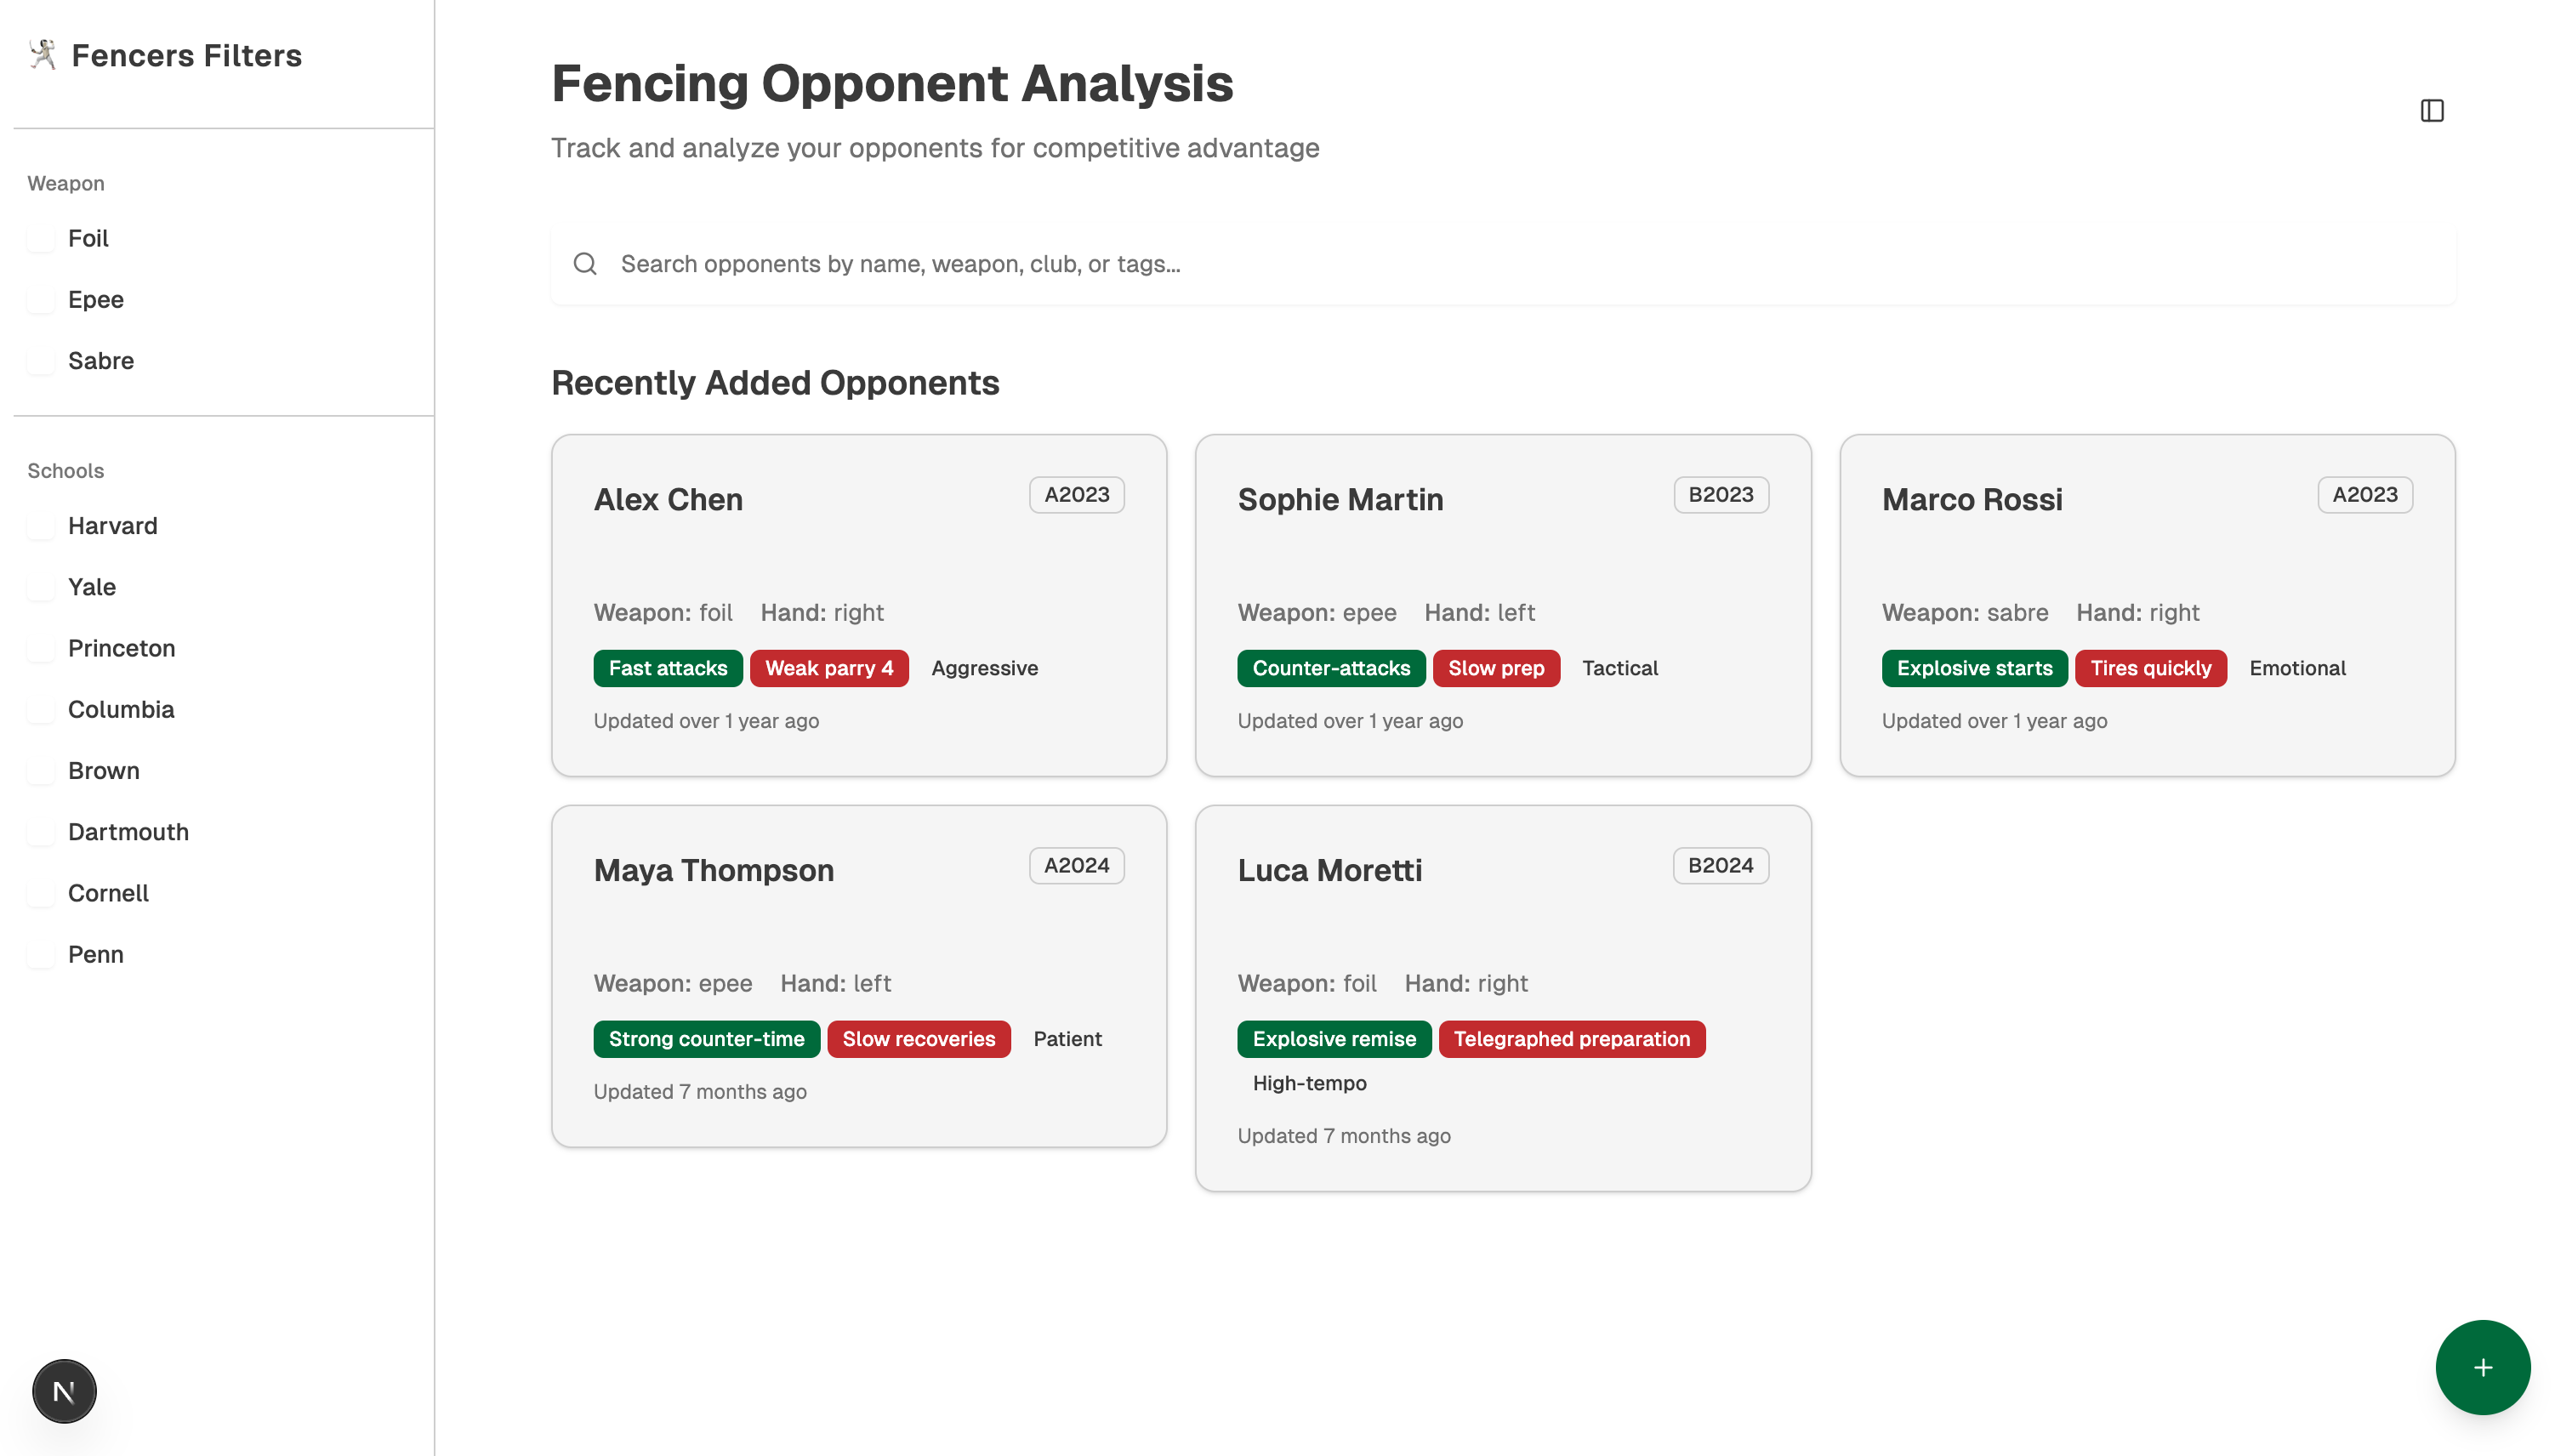 Fencers Filters
Weapon
Foil
Epee
Sabre
Schools
Harvard
Yale
Princeton
Columbia
Brown
Dartmouth
Cornell
Penn
N
Fencing Opponent Analysis
Track and analyze your opponents for competitive advantage
Search opponents by name, weapon, club, or tags...
Recently Added Opponents
Alex Chen A2023
Weapon: foil Hand: right
Fast attacks Weak parry 4 Aggressive
Updated over 1 year ago
Sophie Martin B2023
Weapon: epee Hand: left
Counter-attacks Slow prep Tactical
Updated over 1 year ago
Marco Rossi A2023
Weapon: sabre Hand: right
Explosive starts Tires quickly Emotional
Updated over 1 year ago
Maya Thompson A2024
Weapon: epee Hand: left
Strong counter-time Slow recoveries Patient
Updated 7 months ago
Luca Moretti B2024
Weapon: foil Hand: right
Explosive remise Telegraphed preparation
High-tempo
Updated 7 months ago
+